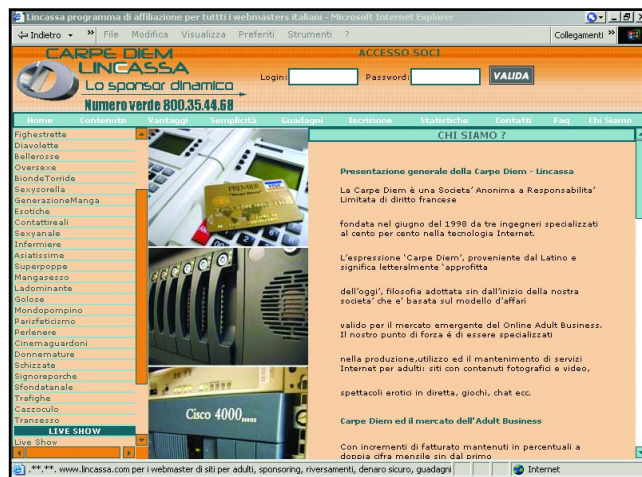 Lincassa programma di affiliazione per tuttti i webmasters italiani - Microsoft Internet Explorer
Indietro
File Modifica Visualizza Preferiti Strumenti ?
Collegamenti
CARPE DIEM
LINCASSA
Lo sponsor dinamico
Numero verde 800.35.44.68
ACCESSO SOCI
Login:
Password:
VALIDA
Home Contenuto Vantaggi Semplicità Guadagni Iscrizione Statistiche Contatti Faq Chi Siamo
Fighestrette
Diavolette
Bellerosse
Oversexe
BiondeTorride
Sexysorella
GenerazioneManga
Esotiche
Contattireali
Sexyanale
Infermiere
Asiatissime
Superpoppe
Mangasesso
Ladominante
Golose
Mondopompino
Parisfeticismo
Perlenere
Cinemaguardoni
Donnemature
Schizzate
Signoreporche
Sfondatanale
Trafighe
Cazzoculo
Transesso
LIVE SHOW
Live Show
PREMIER
VISA
Cisco 4000 SERIES
CHI SIAMO ?
Presentazione generale della Carpe Diem - Lincassa
La Carpe Diem è una Societa' Anonima a Responsabilita'
Limitata di diritto francese
fondata nel giugno del 1998 da tre ingegneri specializzati
al cento per cento nella tecnologia Internet.
L'espressione 'Carpe Diem', proveniente dal Latino e
significa letteralmente 'approfitta
dell'oggi', filosofia adottata sin dall'inizio della nostra
societa' che e' basata sul modello d'affari
valido per il mercato emergente del Online Adult Business.
Il nostro punto di forza é di essere specializzati
nella produzione,utilizzo ed il mantenimento di servizi
Internet per adulti: siti con contenuti fotografici e video,
spettacoli erotici in diretta, giochi, chat ecc.
Carpe Diem ed il mercato dell'Adult Business
Con incrementi di fatturato mantenuti in percentuali a
doppia cifra mensile sin dal primo
.**.**. www.lincassa.com per i webmaster di siti per adulti, sponsoring, riversamenti, denaro sicuro, guadagni
Internet